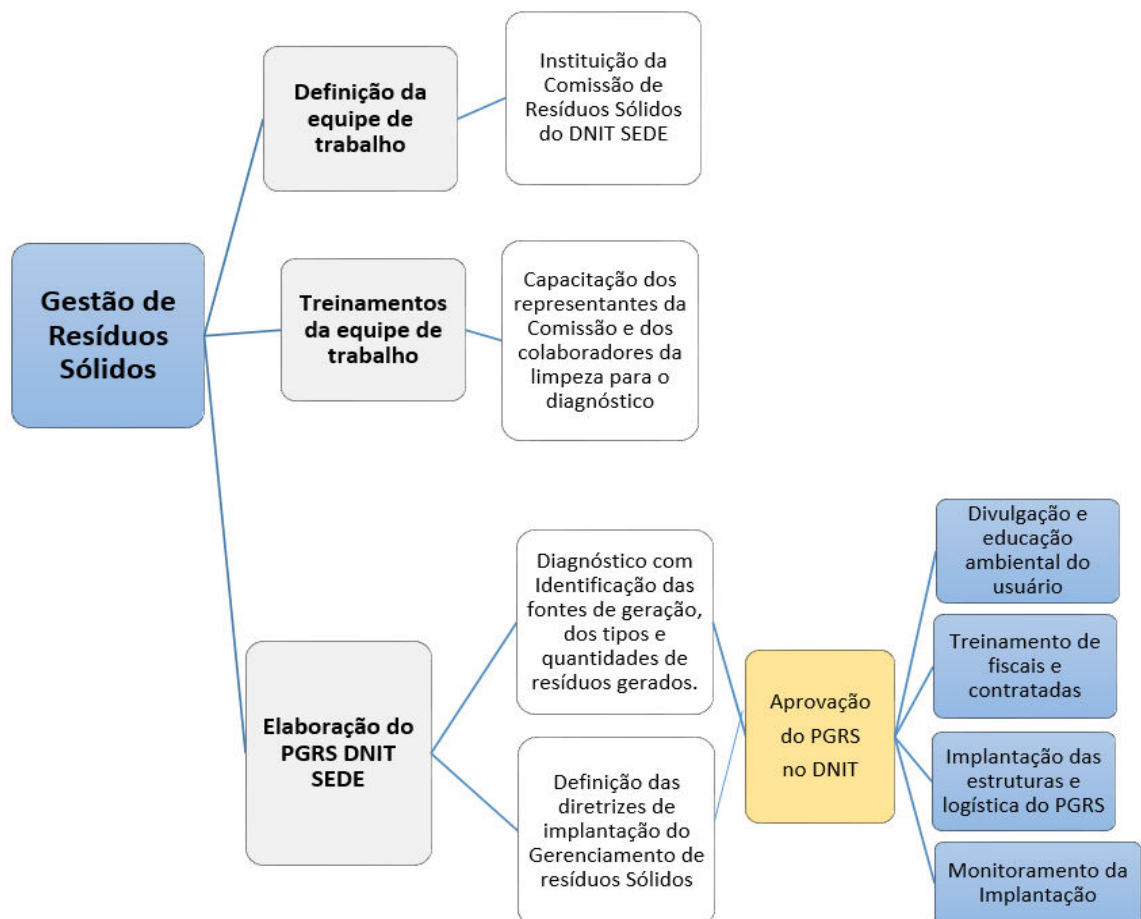 Gestão de
Resíduos
Sólidos
Definição da
equipe de
trabalho
Instituição da
Comissão de
Resíduos Sólidos
do DNIT SEDE
Treinamentos
da equipe de
trabalho
Capacitação dos
representantes da
Comissão e dos
colaboradores da
limpeza para o
diagnóstico
Elaboração do
PGRS DNIT
SEDE
Diagnóstico com
Identificação das
fontes de geração,
dos tipos e
quantidades de
resíduos gerados.
Definição das
diretrizes de
implantação do
Gerenciamento de
resíduos Sólidos
Aprovação
do PGRS
no DNIT
Divulgação e
educação
ambiental do
usuário
Treinamento de
fiscais e
contratadas
Implantação das
estruturas e
logística do PGRS
Monitoramento da
Implantação